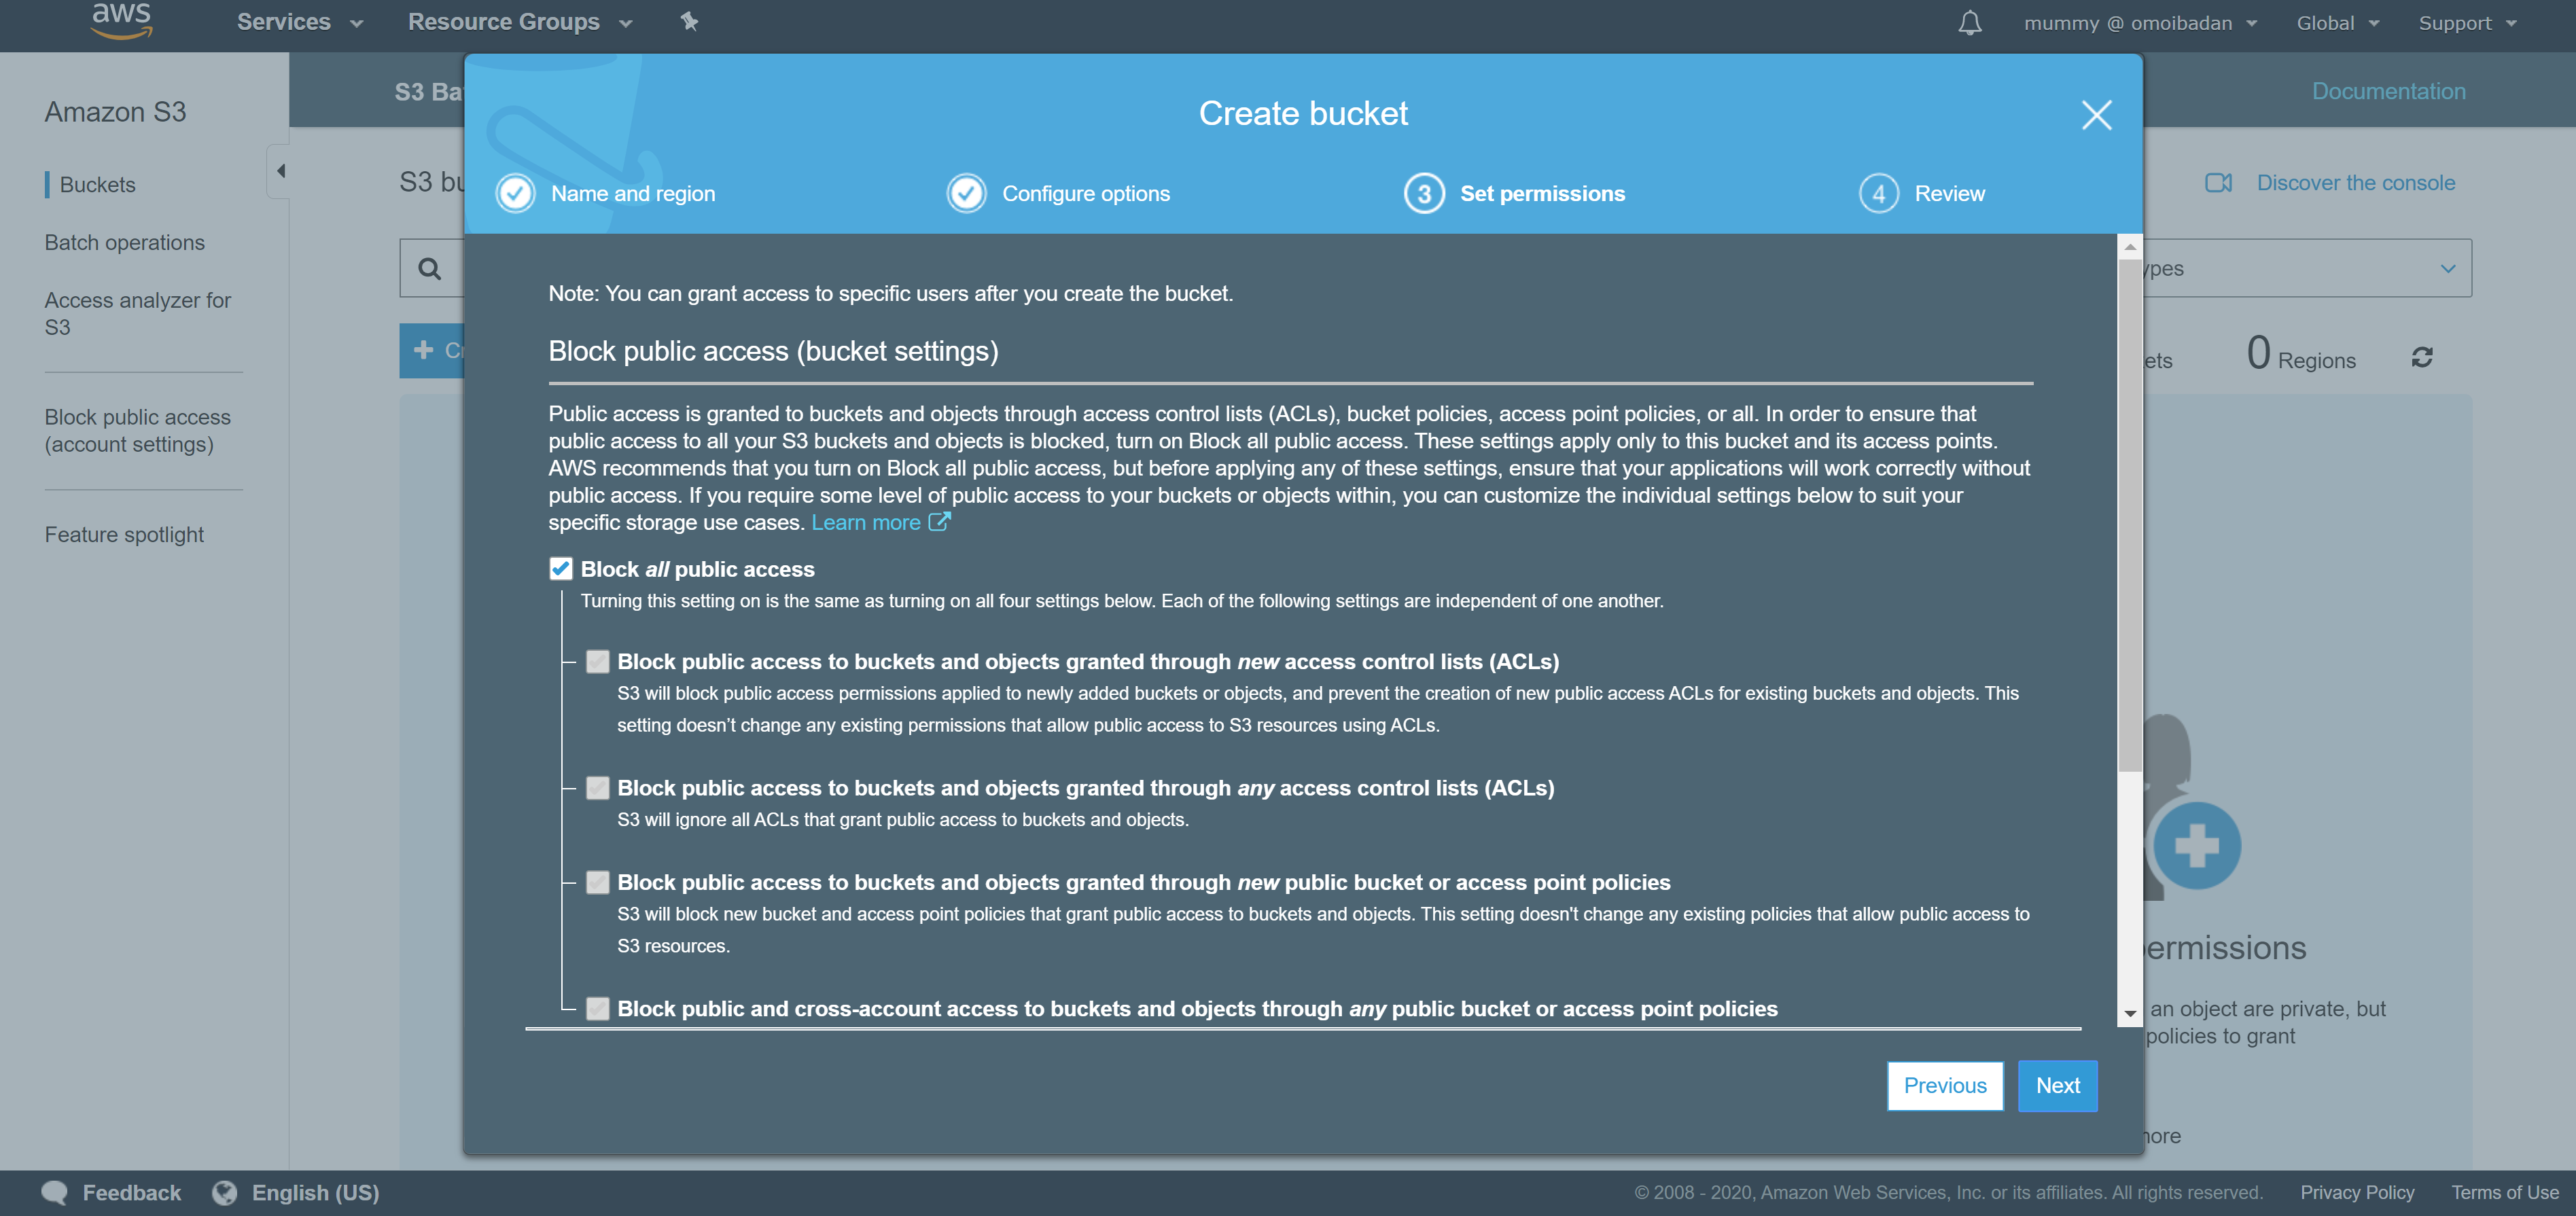 aws
Services
Resource Groups
mummy @ omoibadan
Global
Support
Amazon S3
Buckets
Batch operations
Access analyzer for
S3
Block public access
(account settings)
Feature spotlight
S3
Documentation
S3
Discover the console
0 Regions
Create bucket
Name and region
Configure options
3 Set permissions
4 Review
Note: You can grant access to specific users after you create the bucket.
Block public access (bucket settings)
Public access is granted to buckets and objects through access control lists (ACLs), bucket policies, access point policies, or all. In order to ensure that
public access to all your S3 buckets and objects is blocked, turn on Block all public access. These settings apply only to this bucket and its access points.
AWS recommends that you turn on Block all public access, but before applying any of these settings, ensure that your applications will work correctly without
public access. If you require some level of public access to your buckets or objects within, you can customize the individual settings below to suit your
specific storage use cases. Learn more
Block all public access
Turning this setting on is the same as turning on all four settings below. Each of the following settings are independent of one another.
Block public access to buckets and objects granted through new access control lists (ACLs)
S3 will block public access permissions applied to newly added buckets or objects, and prevent the creation of new public access ACLs for existing buckets and objects. This
setting doesn’t change any existing permissions that allow public access to S3 resources using ACLs.
Block public access to buckets and objects granted through any access control lists (ACLs)
S3 will ignore all ACLs that grant public access to buckets and objects.
Block public access to buckets and objects granted through new public bucket or access point policies
S3 will block new bucket and access point policies that grant public access to buckets and objects. This setting doesn't change any existing policies that allow public access to
S3 resources.
Block public and cross-account access to buckets and objects through any public bucket or access point policies
Previous
Next
an object are private, but
policies to grant
Feedback
English (US)
© 2008 - 2020, Amazon Web Services, Inc. or its affiliates. All rights reserved.
Privacy Policy
Terms of Use